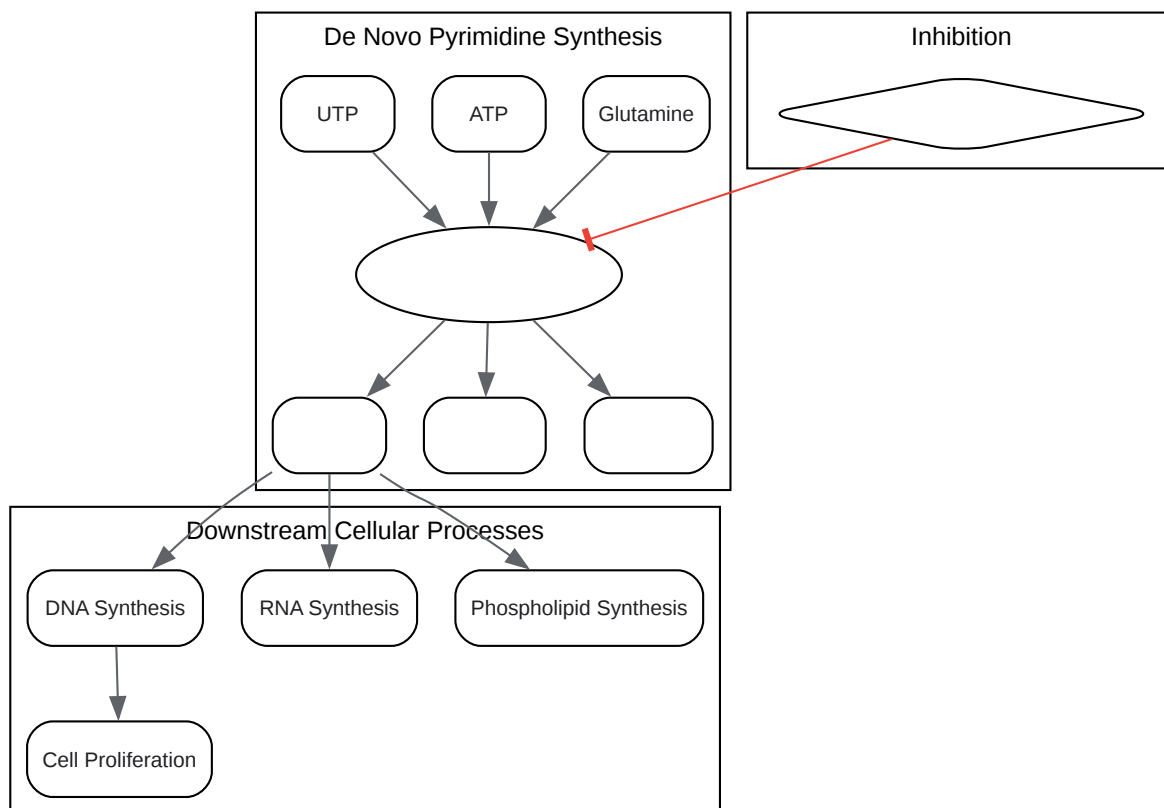 De Novo Pyrimidine Synthesis
Inhibition
UTP
ATP
Glutamine
Downstream Cellular Processes
DNA Synthesis
RNA Synthesis
Phospholipid Synthesis
Cell Proliferation